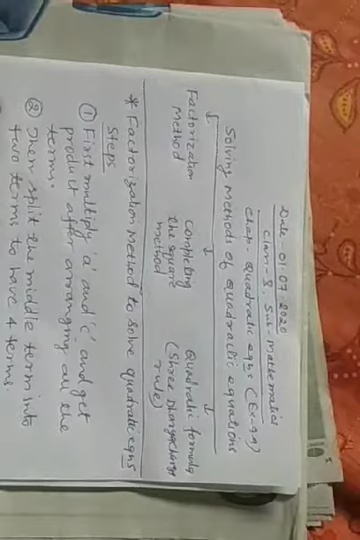 Date - 01.07.2020
Class - 8. Sub - mathematics
Chap. Quadratic eqns (Ex-
Solving Methods of Quadratic equations
Factorization Method
Completing the square method
Quadratic formula (Shree dharacharya rule)
* Factorization Method to solve quadratic eqns
Steps
① First multiply 'a' and 'c' and get
product after arranging all the
terms.
② Then split the middle term into
two terms to have 4 terms.